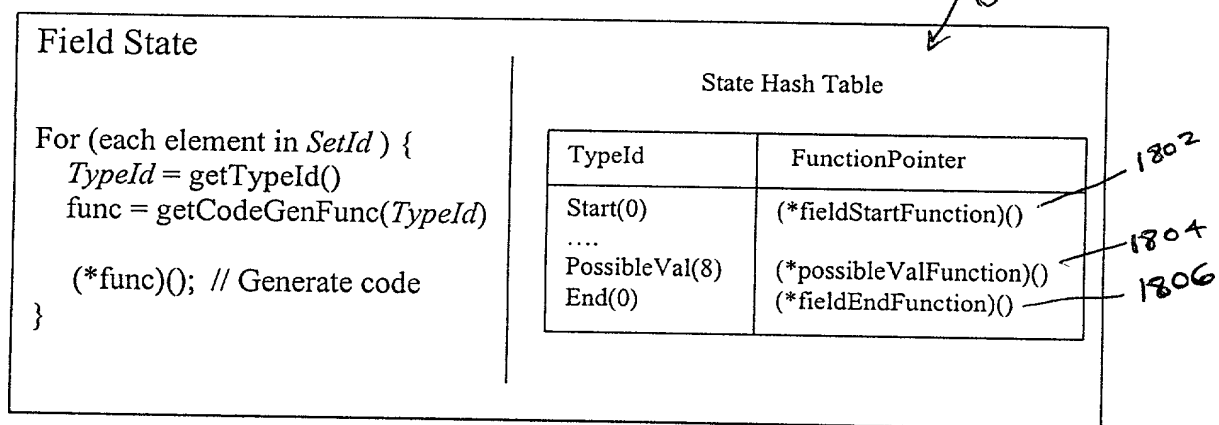 Field State
For (each element in SetId ) {
TypeId = getTypeId()
func = getCodeGenFunc(TypeId)
(*func)(); // Generate code
}
State Hash Table
TypeId FunctionPointer
Start(0) (*fieldStartFunction)()
....
PossibleVal(8) (*possibleValFunction)()
End(0) (*fieldEndFunction)()
1802
1804
1806